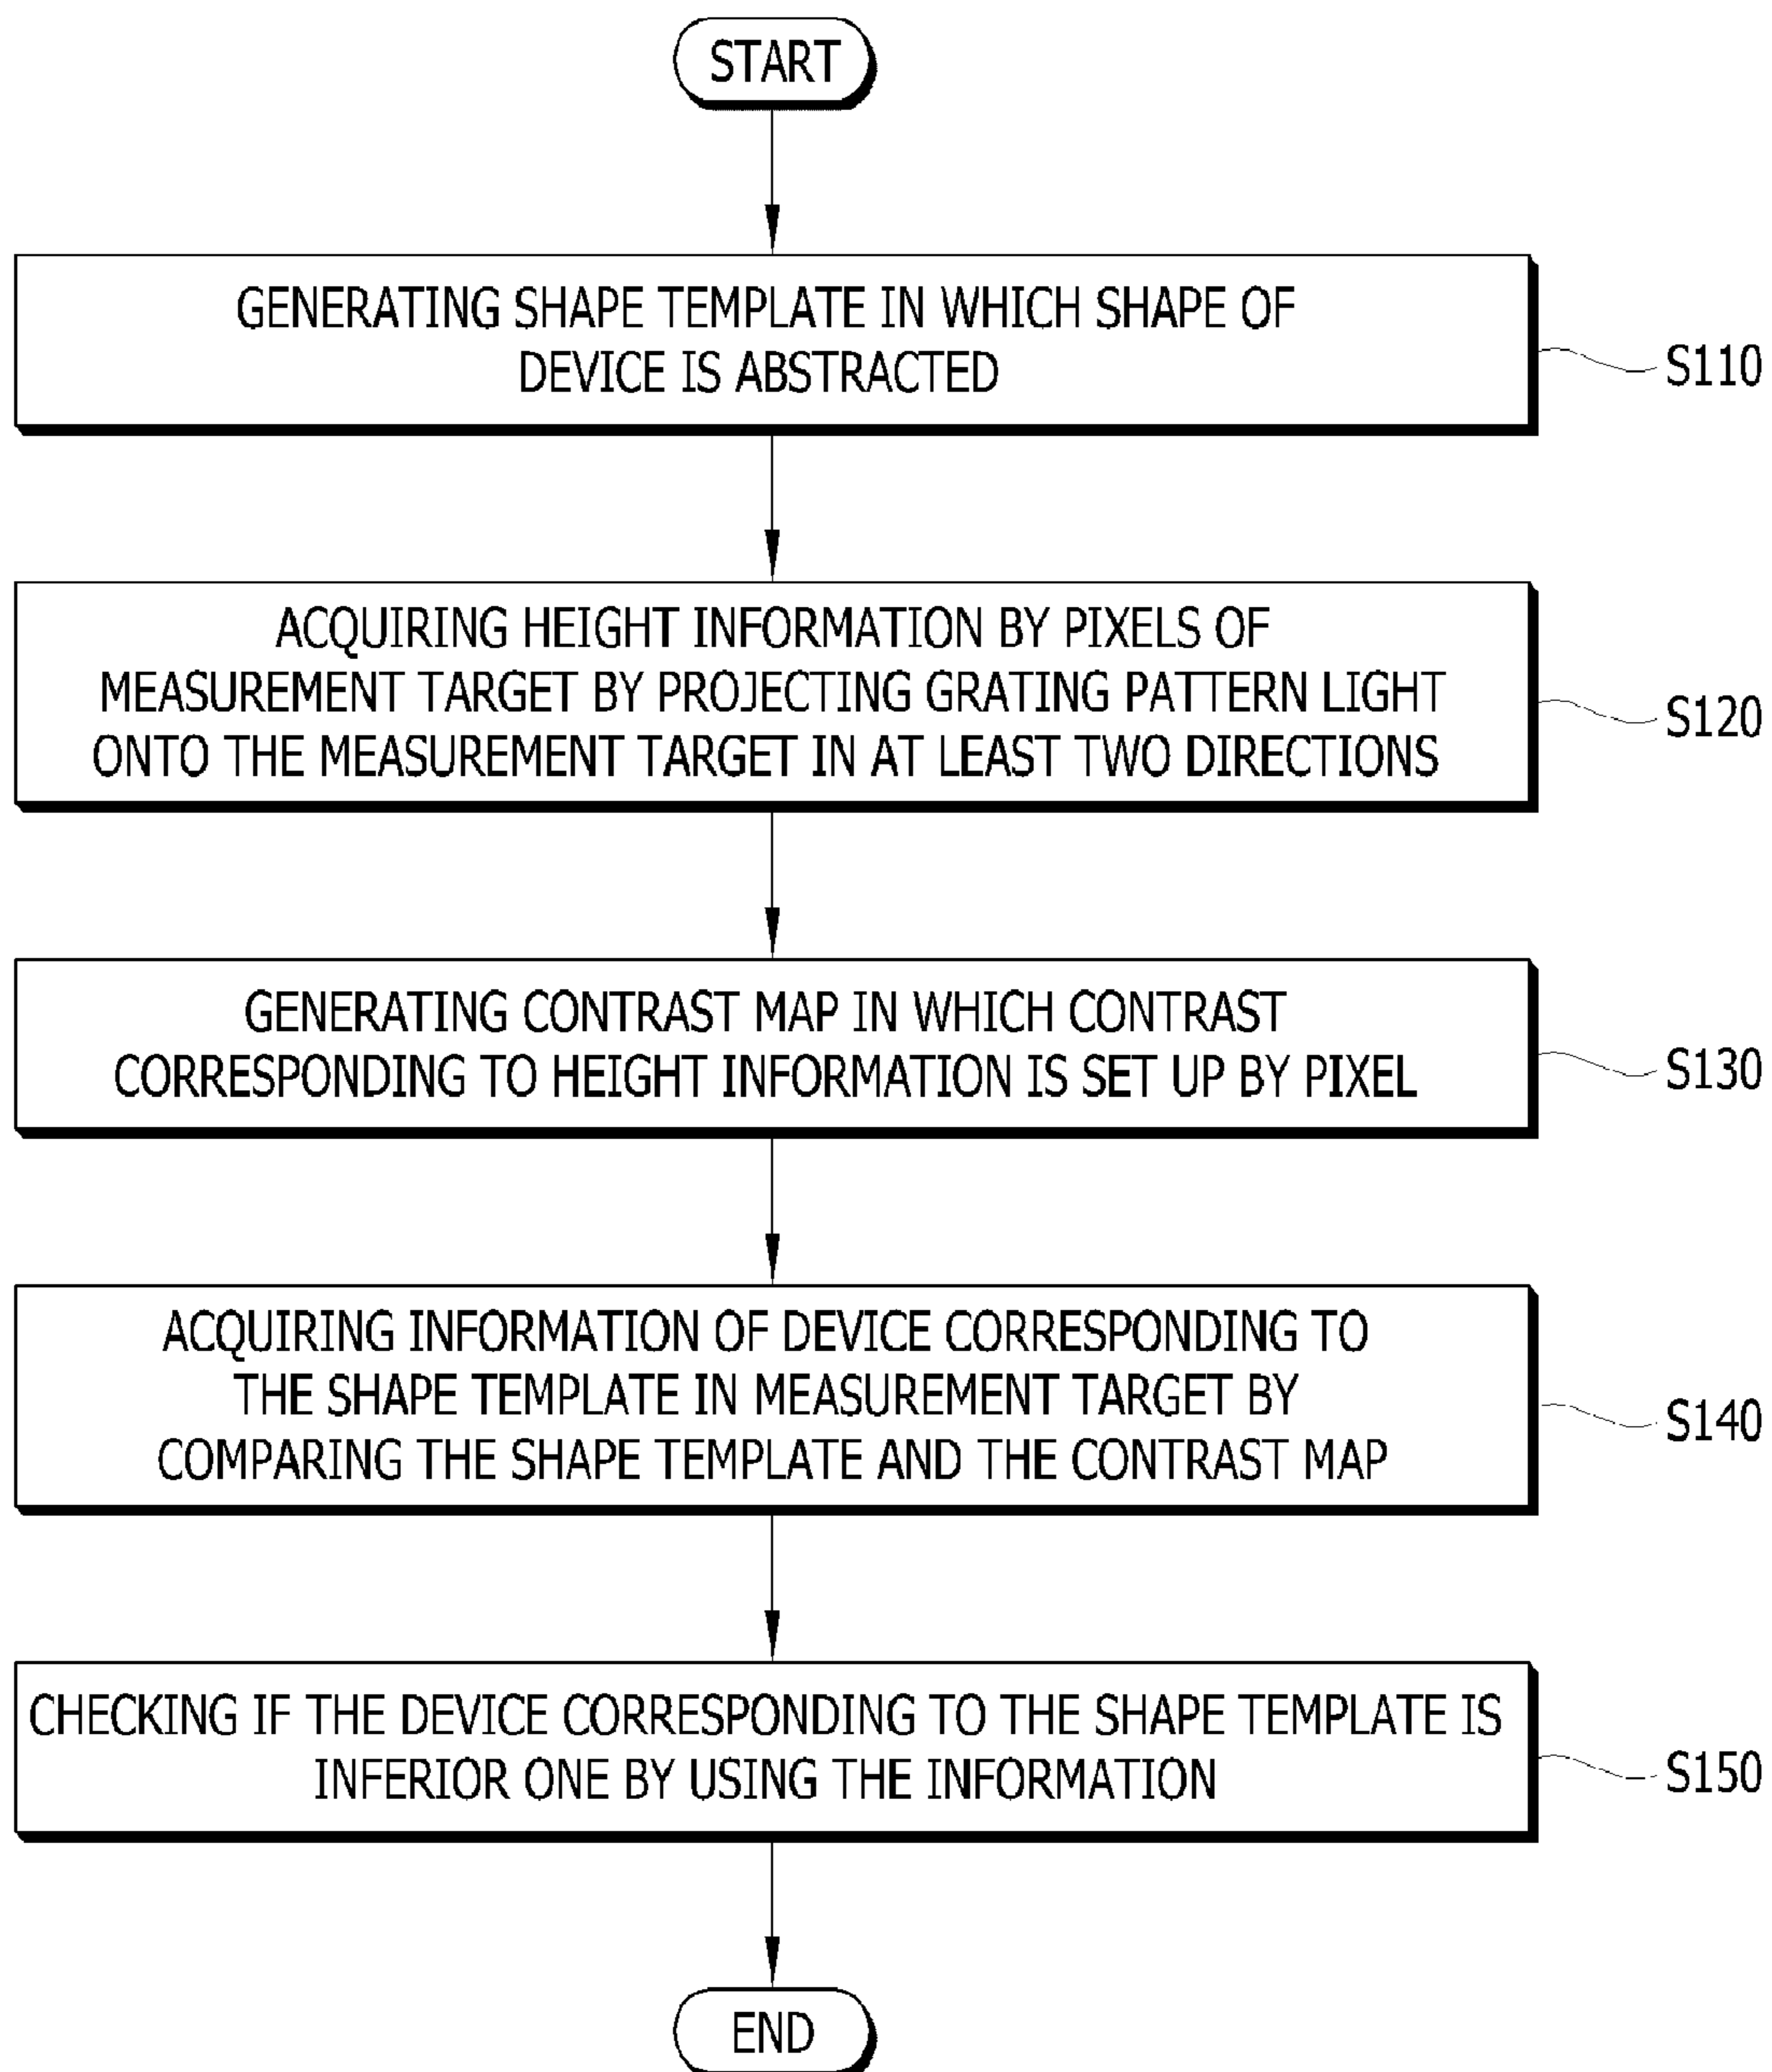 START
GENERATING SHAPE TEMPLATE IN WHICH SHAPE OF
DEVICE IS ABSTRACTED
S110
ACQUIRING HEIGHT INFORMATION BY PIXELS OF
MEASUREMENT TARGET BY PROJECTING GRATING PATTERN LIGHT
ONTO THE MEASUREMENT TARGET IN AT LEAST TWO DIRECTIONS
S120
GENERATING CONTRAST MAP IN WHICH CONTRAST
CORRESPONDING TO HEIGHT INFORMATION IS SET UP BY PIXEL
S130
ACQUIRING INFORMATION OF DEVICE CORRESPONDING TO
THE SHAPE TEMPLATE IN MEASUREMENT TARGET BY
COMPARING THE SHAPE TEMPLATE AND THE CONTRAST MAP
S140
CHECKING IF THE DEVICE CORRESPONDING TO THE SHAPE TEMPLATE IS
INFERIOR ONE BY USING THE INFORMATION
S150
END